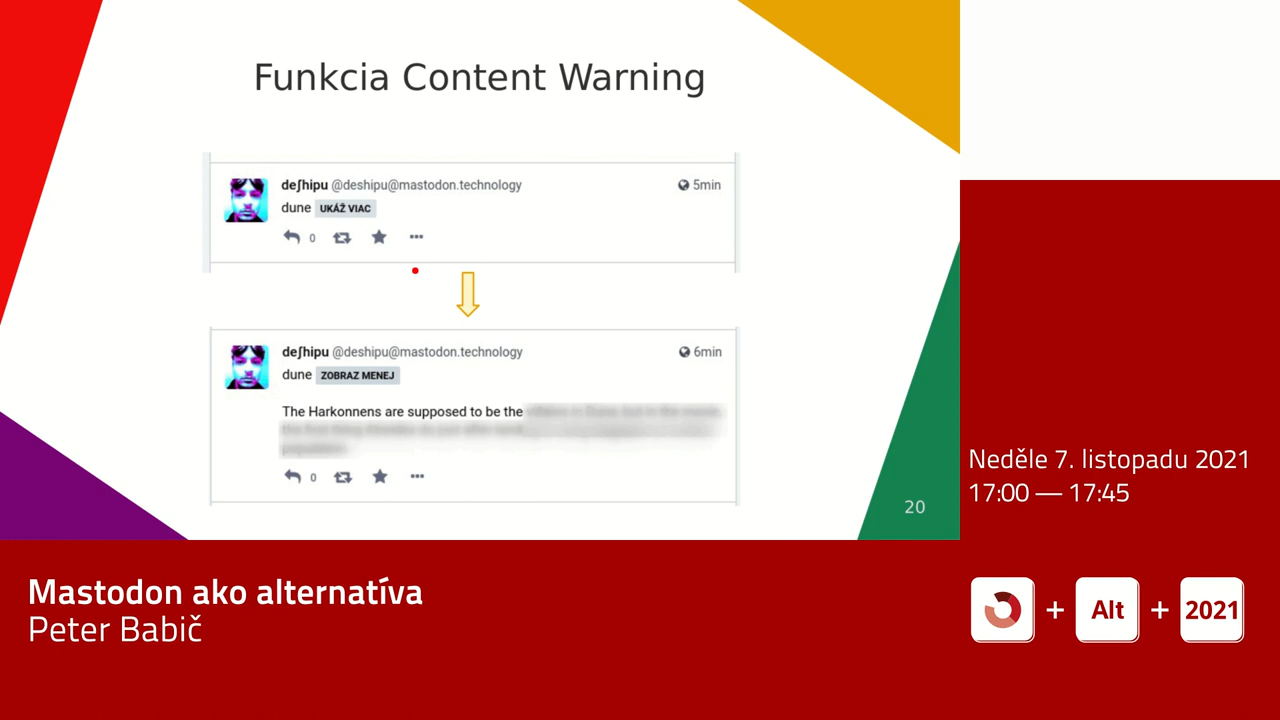 Funkcia Content Warning
deʃhipu @deshipu@mastodon.technology 5min
dune UKÁŽ VIAC
0
deʃhipu @deshipu@mastodon.technology 6min
dune ZOBRAZ MENEJ
The Harkonnens are supposed to be the
0
20
Neděle 7. listopadu 2021
17:00 — 17:45
Mastodon ako alternatíva
Peter Babič
+ Alt + 2021